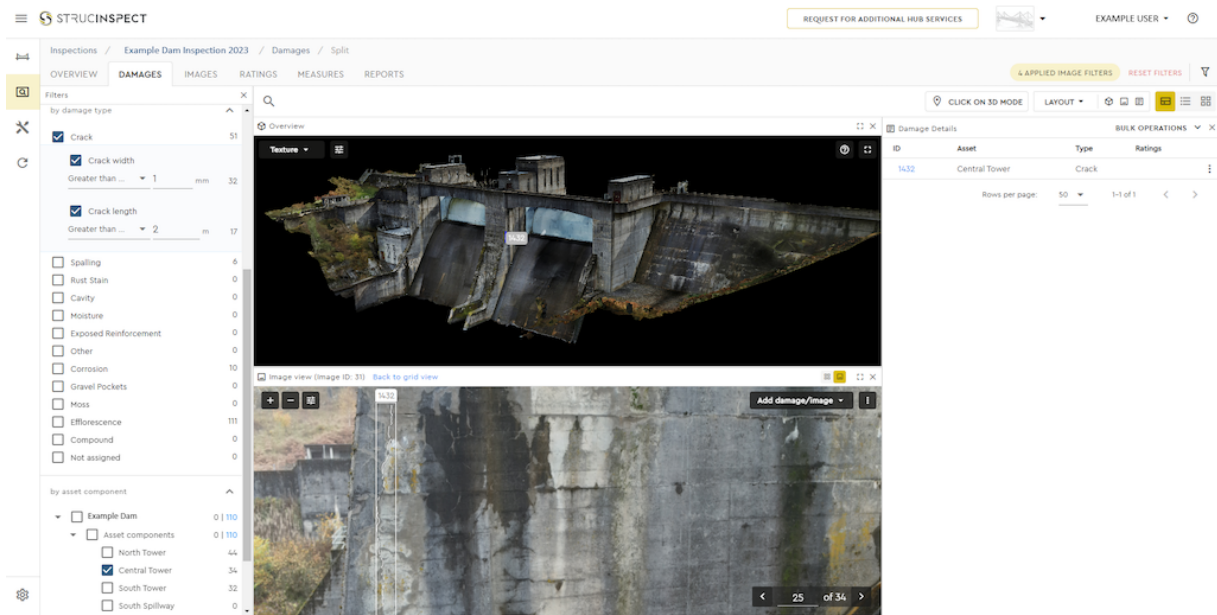 STRUCINSPECT
REQUEST FOR ADDITIONAL HUB SERVICES
EXAMPLE USER
Inspections / Example Dam Inspection 2023 / Damages / Split
OVERVIEW DAMAGES IMAGES RATINGS MEASURES REPORTS
4 APPLIED IMAGE FILTERS RESET FILTERS
Filters
by damage type
Crack 51
Crack width
Greater than ... 1 mm 32
Crack length
Greater than ... 2 m 17
Spalling 6
Rust Stain 0
Cavity 0
Moisture 0
Exposed Reinforcement 0
Other 0
Corrosion 10
Gravel Pockets 0
Moss 0
Efflorescence 111
Compound 0
Not assigned 0
by asset component
Example Dam 0 | 110
Asset components 0 | 110
North Tower 44
Central Tower 34
South Tower 32
South Spillway 0
CLICK ON 3D MODE LAYOUT
Overview
Texture
1432
Image view (Image ID: 31) Back to grid view
1432
Add damage/image
25 of 34
Damage Details BULK OPERATIONS
ID Asset Type Ratings
1432 Central Tower Crack
Rows per page: 50 1-1 of 1